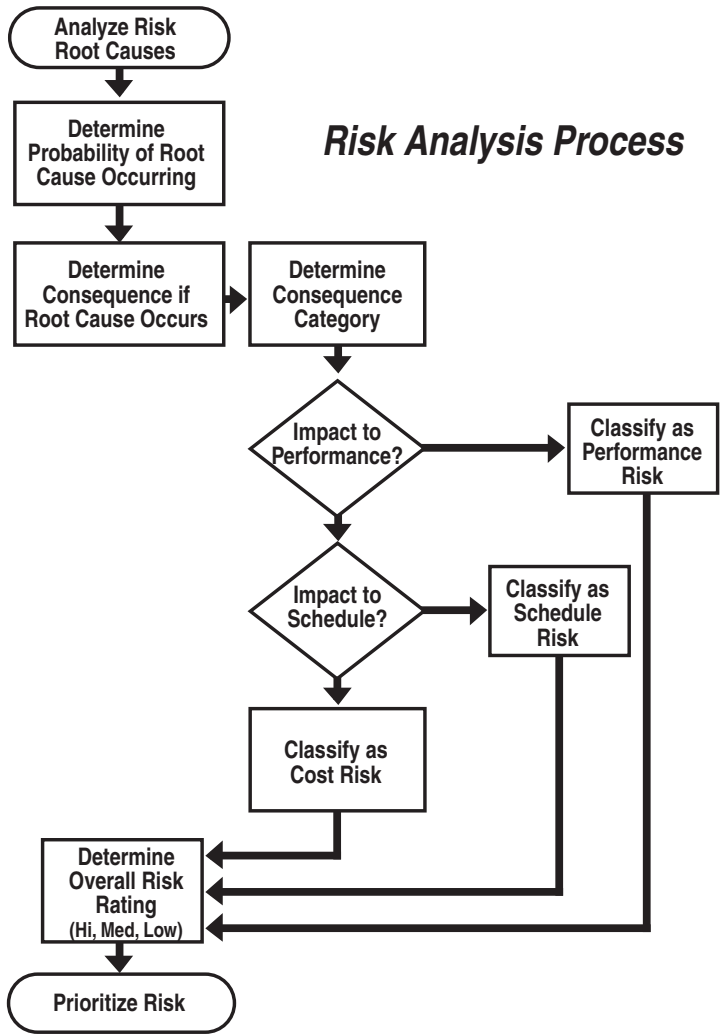 Analyze Risk
Root Causes
Risk Analysis Process
Determine
Probability of Root
Cause Occurring
Determine
Consequence if
Root Cause Occurs
Determine
Consequence
Category
Impact to
Performance?
Classify as
Performance
Risk
Impact to
Schedule?
Classify as
Schedule
Risk
Classify as
Cost Risk
Determine
Overall Risk
Rating
(Hi, Med, Low)
Prioritize Risk